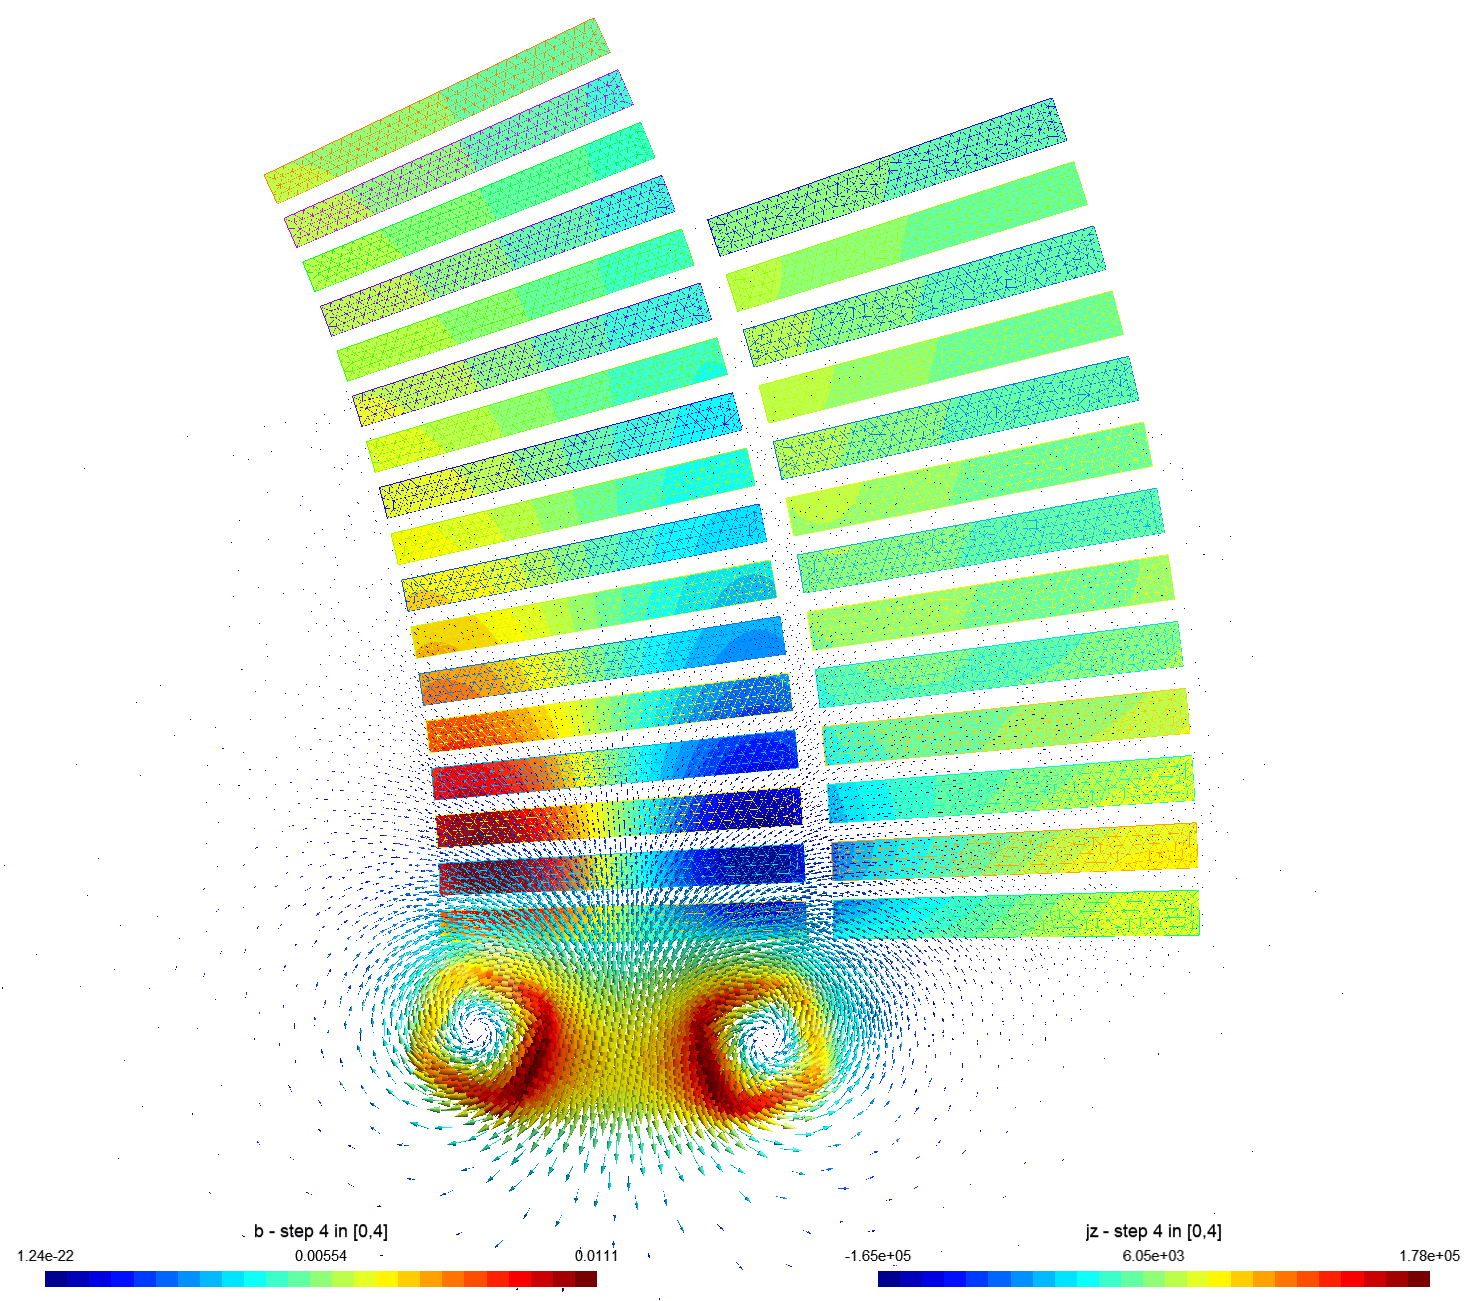 b - step 4 in [0,4]
1.24e-22 0.00554 0.0111
jz - step 4 in [0,4]
-1.65e+05 6.05e+03 1.78e+05